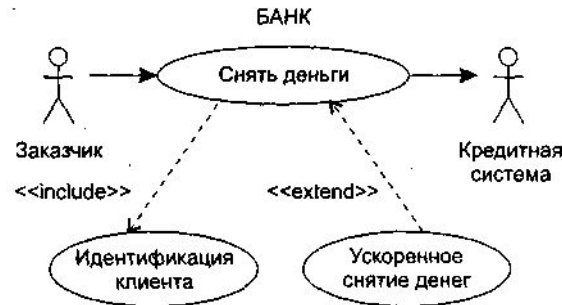 БАНК
Снять деньги
Заказчик
Кредитная
система
<<include>>
<<extend>>
Идентификация
клиента
Ускоренное
снятие денег